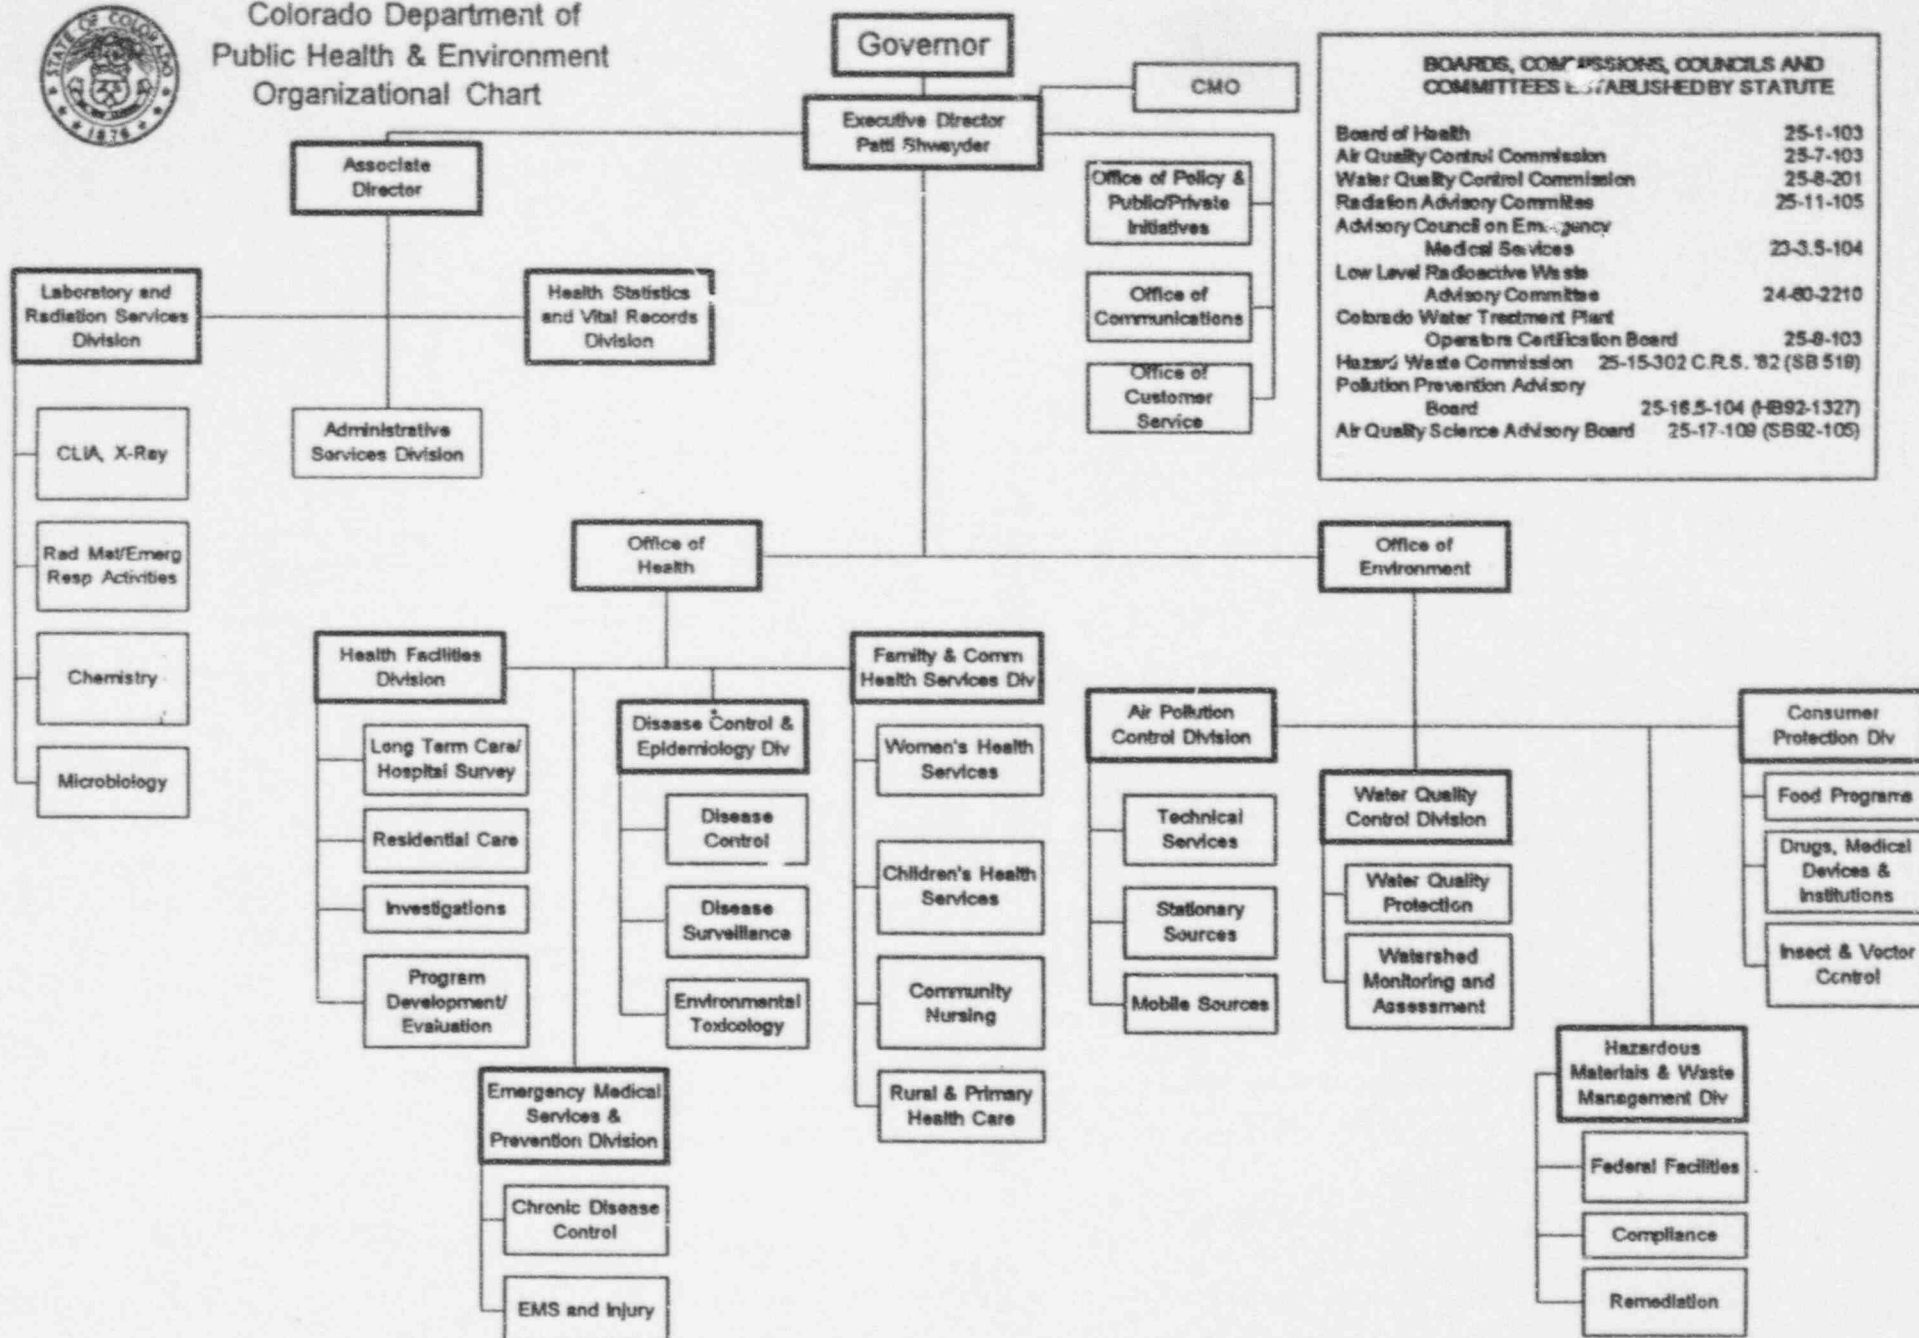 STATE OF COLORADO
1876
Colorado Department of
Public Health & Environment
Organizational Chart
Governor
CMO
Executive Director
Patti Shwayder
Associate
Director
Office of Policy &
Public/Private
Initiatives
Office of
Communications
Office of
Customer
Service
BOARDS, COMMISSIONS, COUNCILS AND
COMMITTEES ESTABLISHED BY STATUTE
Board of Health 25-1-103
Air Quality Control Commission 25-7-103
Water Quality Control Commission 25-8-201
Radiation Advisory Committee 25-11-105
Advisory Council on Emergency
Medical Services 23-3.5-104
Low Level Radioactive Waste
Advisory Committee 24-60-2210
Colorado Water Treatment Plant
Operators Certification Board 25-9-103
Hazard Waste Commission 25-15-302 C.R.S. '82 (SB 519)
Pollution Prevention Advisory
Board 25-16.5-104 (HB92-1327)
Air Quality Science Advisory Board 25-17-109 (SB92-105)
Laboratory and
Radiation Services
Division
Health Statistics
and Vital Records
Division
Administrative
Services Division
CLIA, X-Ray
Rad Mat/Emerg
Resp Activities
Chemistry
Microbiology
Office of
Health
Office of
Environment
Health Facilities
Division
Long Term Care/
Hospital Survey
Residential Care
Investigations
Program
Development/
Evaluation
Emergency Medical
Services &
Prevention Division
Chronic Disease
Control
EMS and Injury
Disease Control &
Epidemiology Div
Disease
Control
Disease
Surveillance
Environmental
Toxicology
Family & Comm
Health Services Div
Women's Health
Services
Children's Health
Services
Community
Nursing
Rural & Primary
Health Care
Air Pollution
Control Division
Technical
Services
Stationary
Sources
Mobile Sources
Water Quality
Control Division
Water Quality
Protection
Watershed
Monitoring and
Assessment
Hazardous
Materials & Waste
Management Div
Federal Facilities
Compliance
Remediation
Consumer
Protection Div
Food Programs
Drugs, Medical
Devices &
Institutions
Insect & Vector
Control